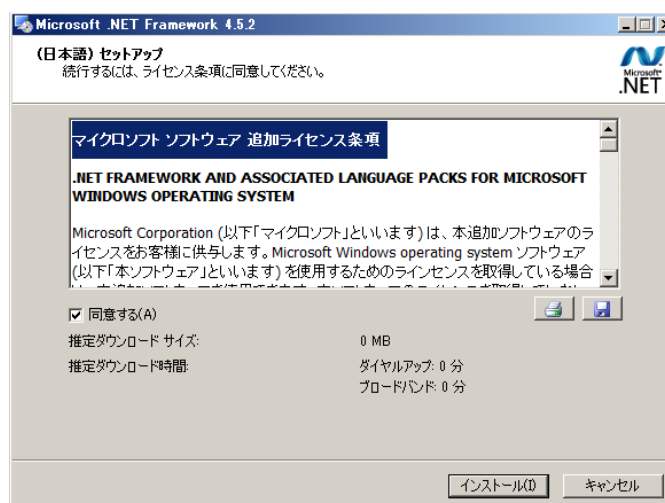 Microsoft .NET Framework 4.5.2
(日本語) セットアップ
続行するには、ライセンス条項に同意してください。
Microsoft
.NET
マイクロソフト ソフトウェア 追加ライセンス条項
.NET FRAMEWORK AND ASSOCIATED LANGUAGE PACKS FOR MICROSOFT
WINDOWS OPERATING SYSTEM
Microsoft Corporation (以下「マイクロソフト」といいます) は、本追加ソフトウェアのラ
イセンスをお客様に供与します。Microsoft Windows operating system ソフトウェア
(以下「本ソフトウェア」といいます) を使用するためのラインセンスを取得している場合
同意する(A)
推定ダウンロード サイズ:
0 MB
推定ダウンロード時間:
ダイヤルアップ: 0 分
ブロードバンド: 0 分
インストール(I)
キャンセル